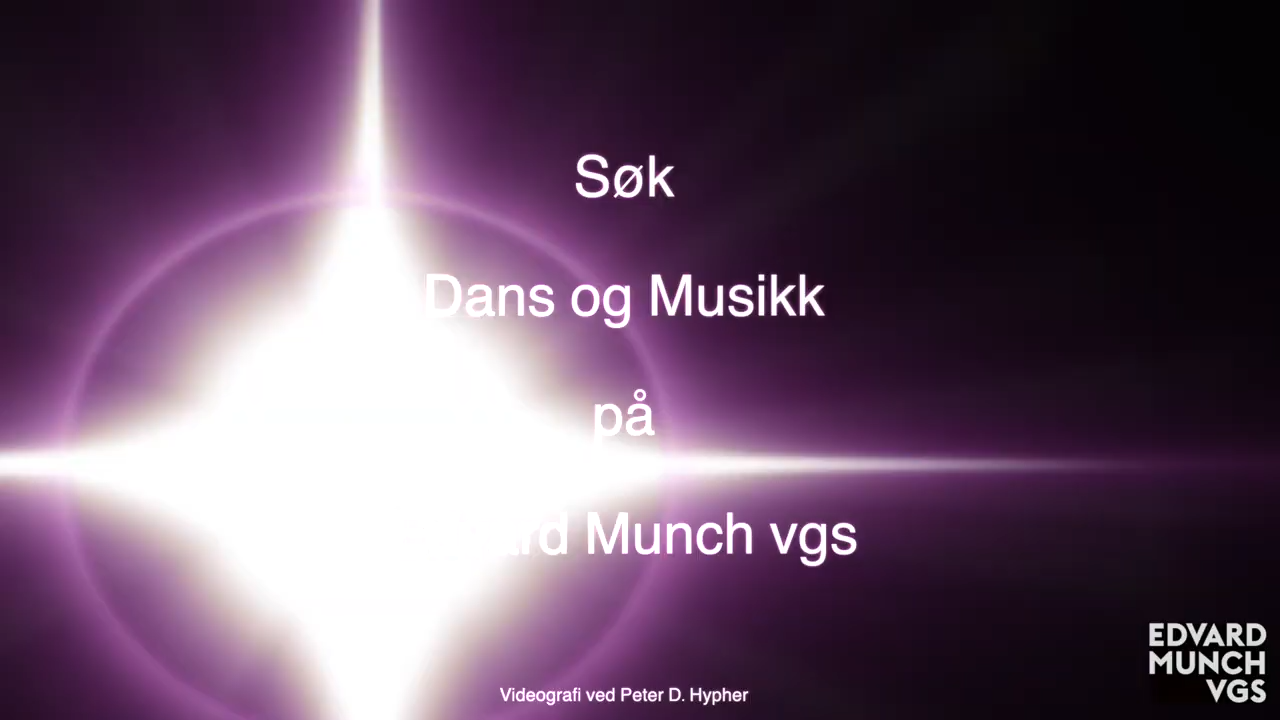 Søk
Dans og Musikk
på
Munch vgs
Videografi ved Peter D. Hypher
EDVARD
MUNCH
VGS